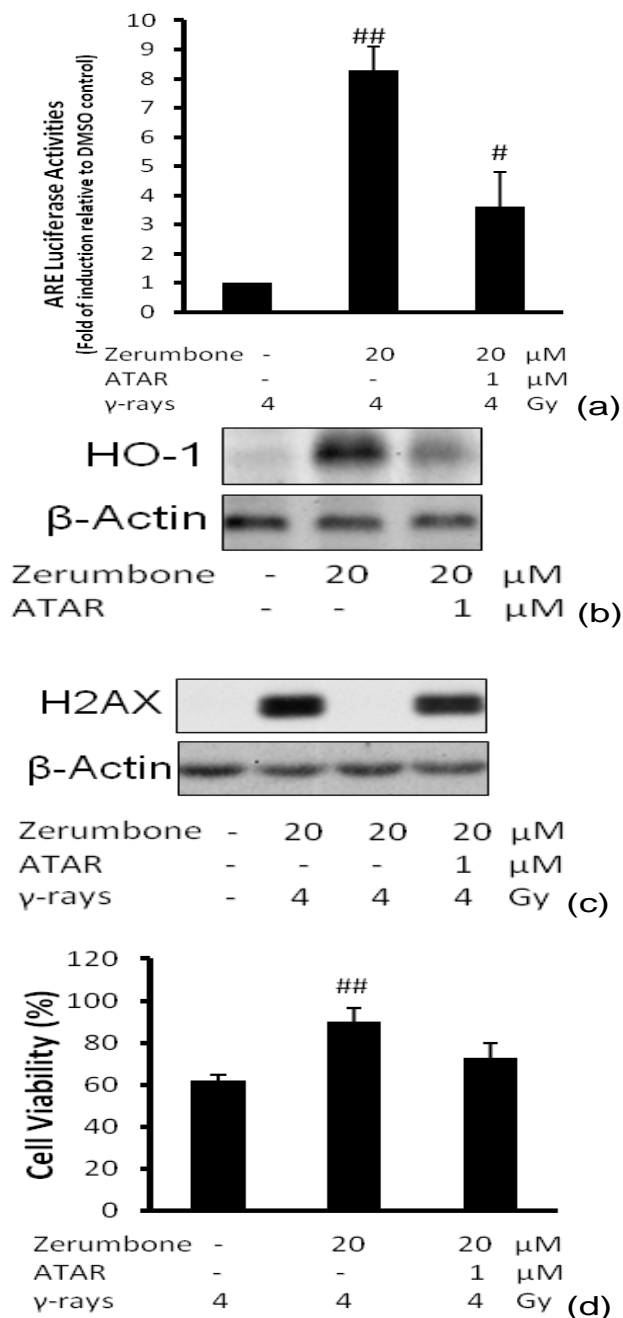 10
9
8
7
6
5
4
3
2
1
0
ARE Luciferase Activities
(Fold of induction relative to DMSO control)
##
#
Zerumbone - 20 20 μM
ATAR - - 1 μM
γ-rays 4 4 4 Gy (a)
HO-1
β-Actin
Zerumbone - 20 20 μM
ATAR - - 1 μM (b)
H2AX
β-Actin
Zerumbone - 20 20 20 μM
ATAR - - - 1 μM
γ-rays - 4 4 4 Gy (c)
120
100
80
60
40
20
0
Cell Viability (%)
##
Zerumbone - 20 20 μM
ATAR - - 1 μM
γ-rays 4 4 4 Gy (d)